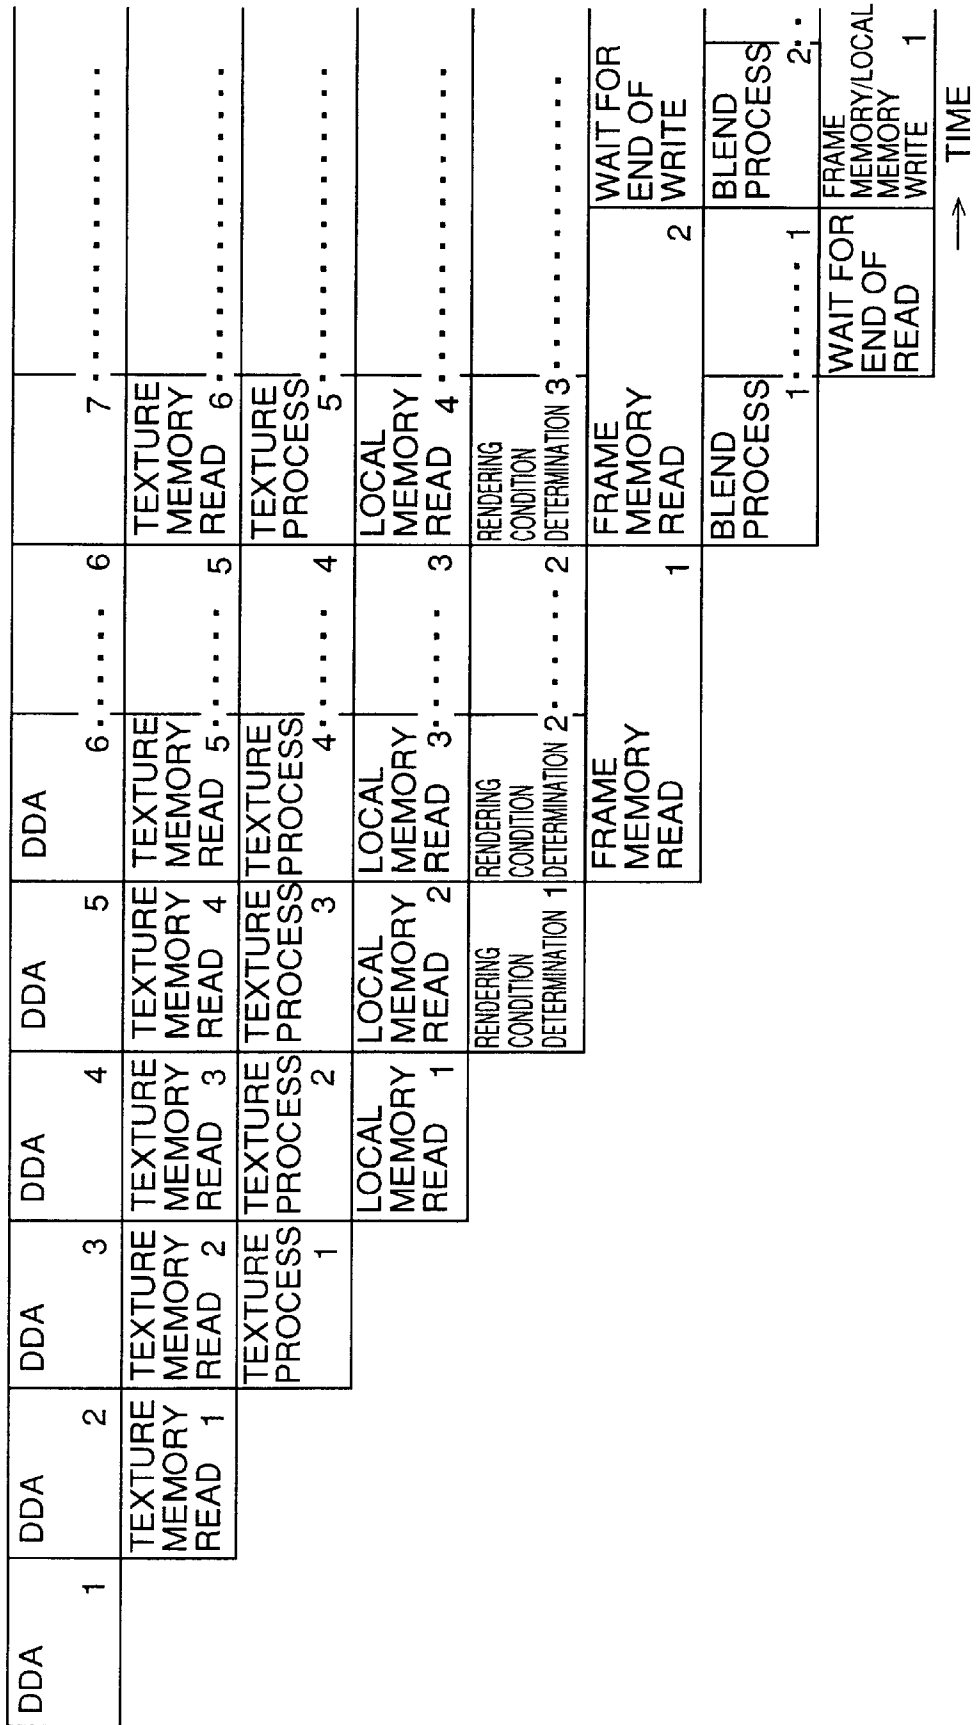 DDA
1
DDA
2
DDA
3
DDA
4
DDA
5
DDA
6······ 6
7···············
TEXTURE
MEMORY
READ 1
TEXTURE
MEMORY
READ 2
TEXTURE
MEMORY
READ 3
TEXTURE
MEMORY
READ 4
TEXTURE
MEMORY
READ 5······ 5
TEXTURE
MEMORY
READ 6···············
TEXTURE
PROCESS
1
TEXTURE
PROCESS
2
TEXTURE
PROCESS
3
TEXTURE
PROCESS
4······ 4
TEXTURE
PROCESS
5···············
LOCAL
MEMORY
READ 1
LOCAL
MEMORY
READ 2
LOCAL
MEMORY
READ 3······ 3
LOCAL
MEMORY
READ 4···············
RENDERING
CONDITION
DETERMINATION 1
RENDERING
CONDITION
DETERMINATION 2······ 2
RENDERING
CONDITION
DETERMINATION 3···············
FRAME
MEMORY
READ 1
FRAME
MEMORY
READ 2
WAIT FOR
END OF
WRITE
BLEND
PROCESS
1······ 1
BLEND
PROCESS
2··
WAIT FOR
END OF
READ
FRAME
MEMORY/LOCAL
MEMORY
WRITE 1
→ TIME